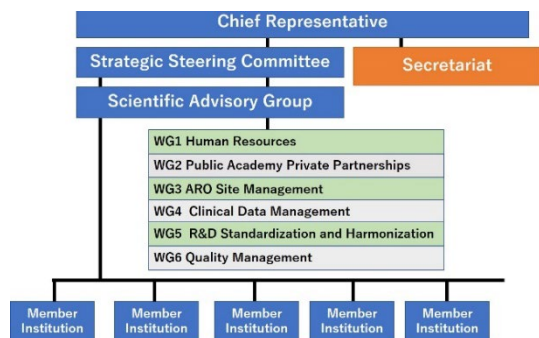 Chief Representative
Strategic Steering Committee
Secretariat
Scientific Advisory Group
WG1 Human Resources
WG2 Public Academy Private Partnerships
WG3 ARO Site Management
WG4 Clinical Data Management
WG5 R&D Standardization and Harmonization
WG6 Quality Management
Member
Institution
Member
Institution
Member
Institution
Member
Institution
Member
Institution